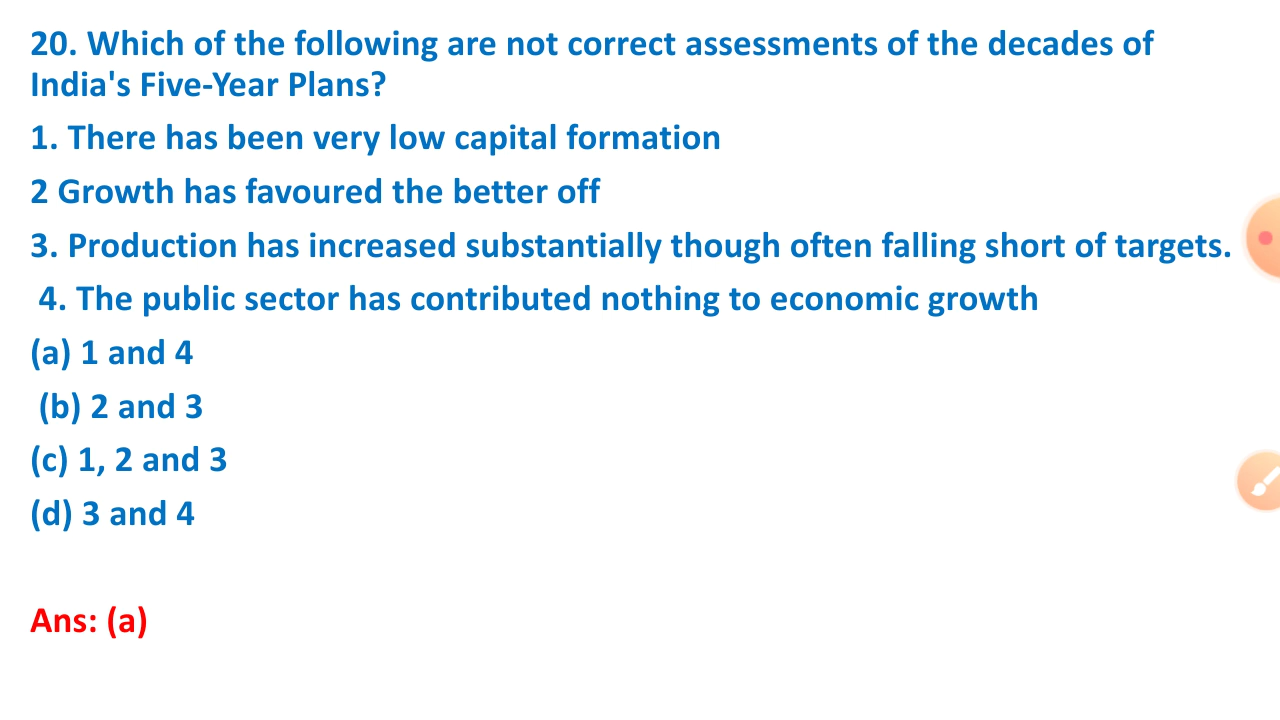 20. Which of the following are not correct assessments of the decades of
India's Five-Year Plans?
1. There has been very low capital formation
2 Growth has favoured the better off
3. Production has increased substantially though often falling short of targets.
4. The public sector has contributed nothing to economic growth
(a) 1 and 4
(b) 2 and 3
(c) 1, 2 and 3
(d) 3 and 4
Ans: (a)